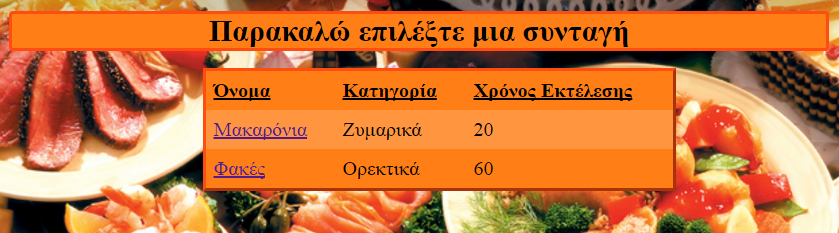 Παρακαλώ επιλέξτε μια συνταγή
Όνομα Κατηγορία Χρόνος Εκτέλεσης
Μακαρόνια Ζυμαρικά 20
Φακές Ορεκτικά 60